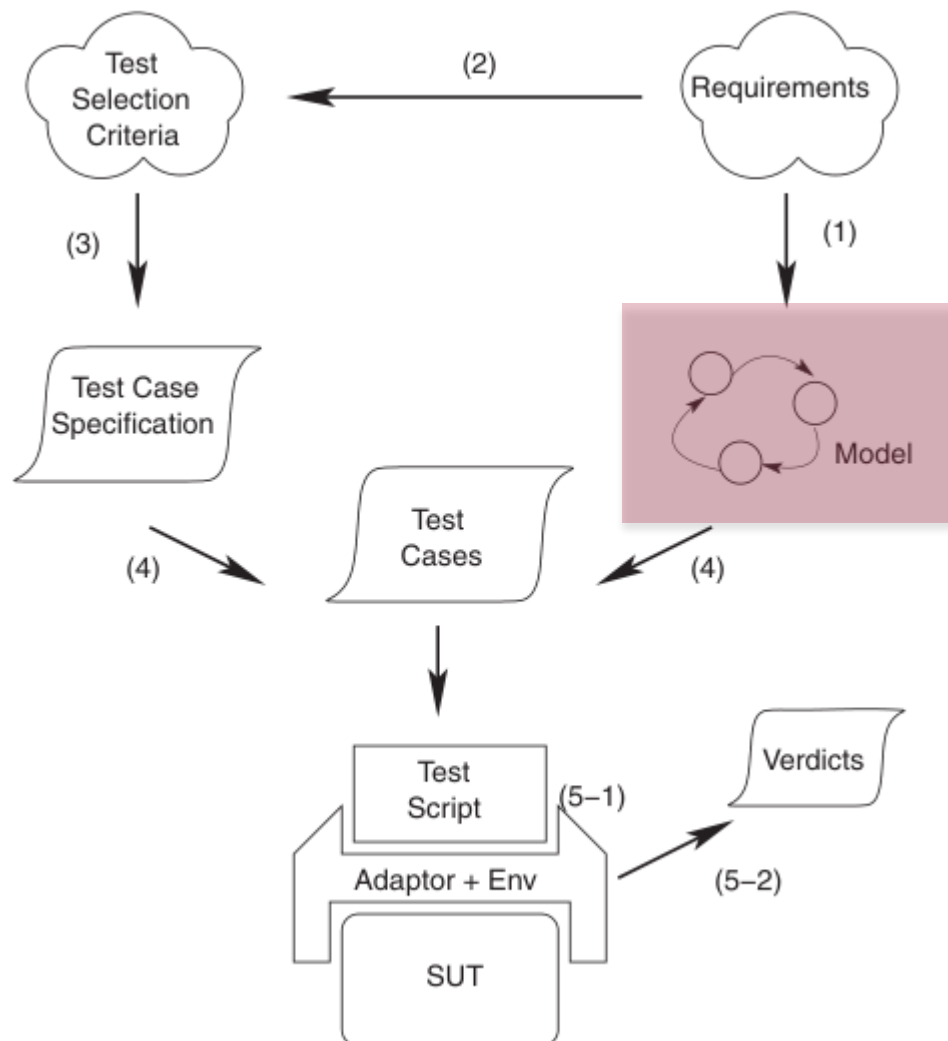 Test
Selection
Criteria
(2)
Requirements
(3)
(1)
Test Case
Specification
Model
Test
Cases
(4)
(4)
Test
Script
(5−1)
Verdicts
Adaptor + Env
(5−2)
SUT